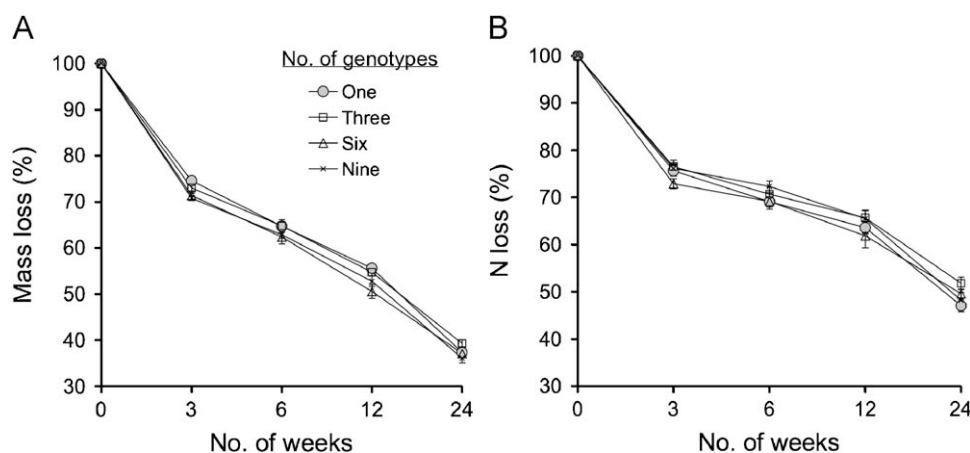 A
No. of genotypes
One
Three
Six
Nine
Mass loss (%)
100
90
80
70
60
50
40
30
0 3 6 12 24
No. of weeks
B
N loss (%)
100
90
80
70
60
50
40
30
0 3 6 12 24
No. of weeks